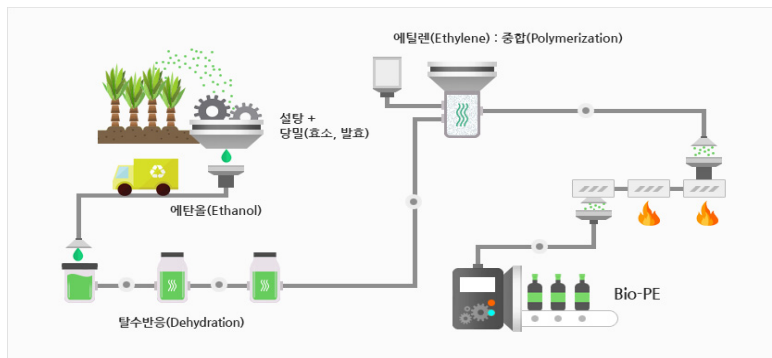 에틸렌(Ethylene) : 중합(Polymerization)
설탕 +
당밀(효소, 발효)
에탄올(Ethanol)
탈수반응(Dehydration)
Bio-PE